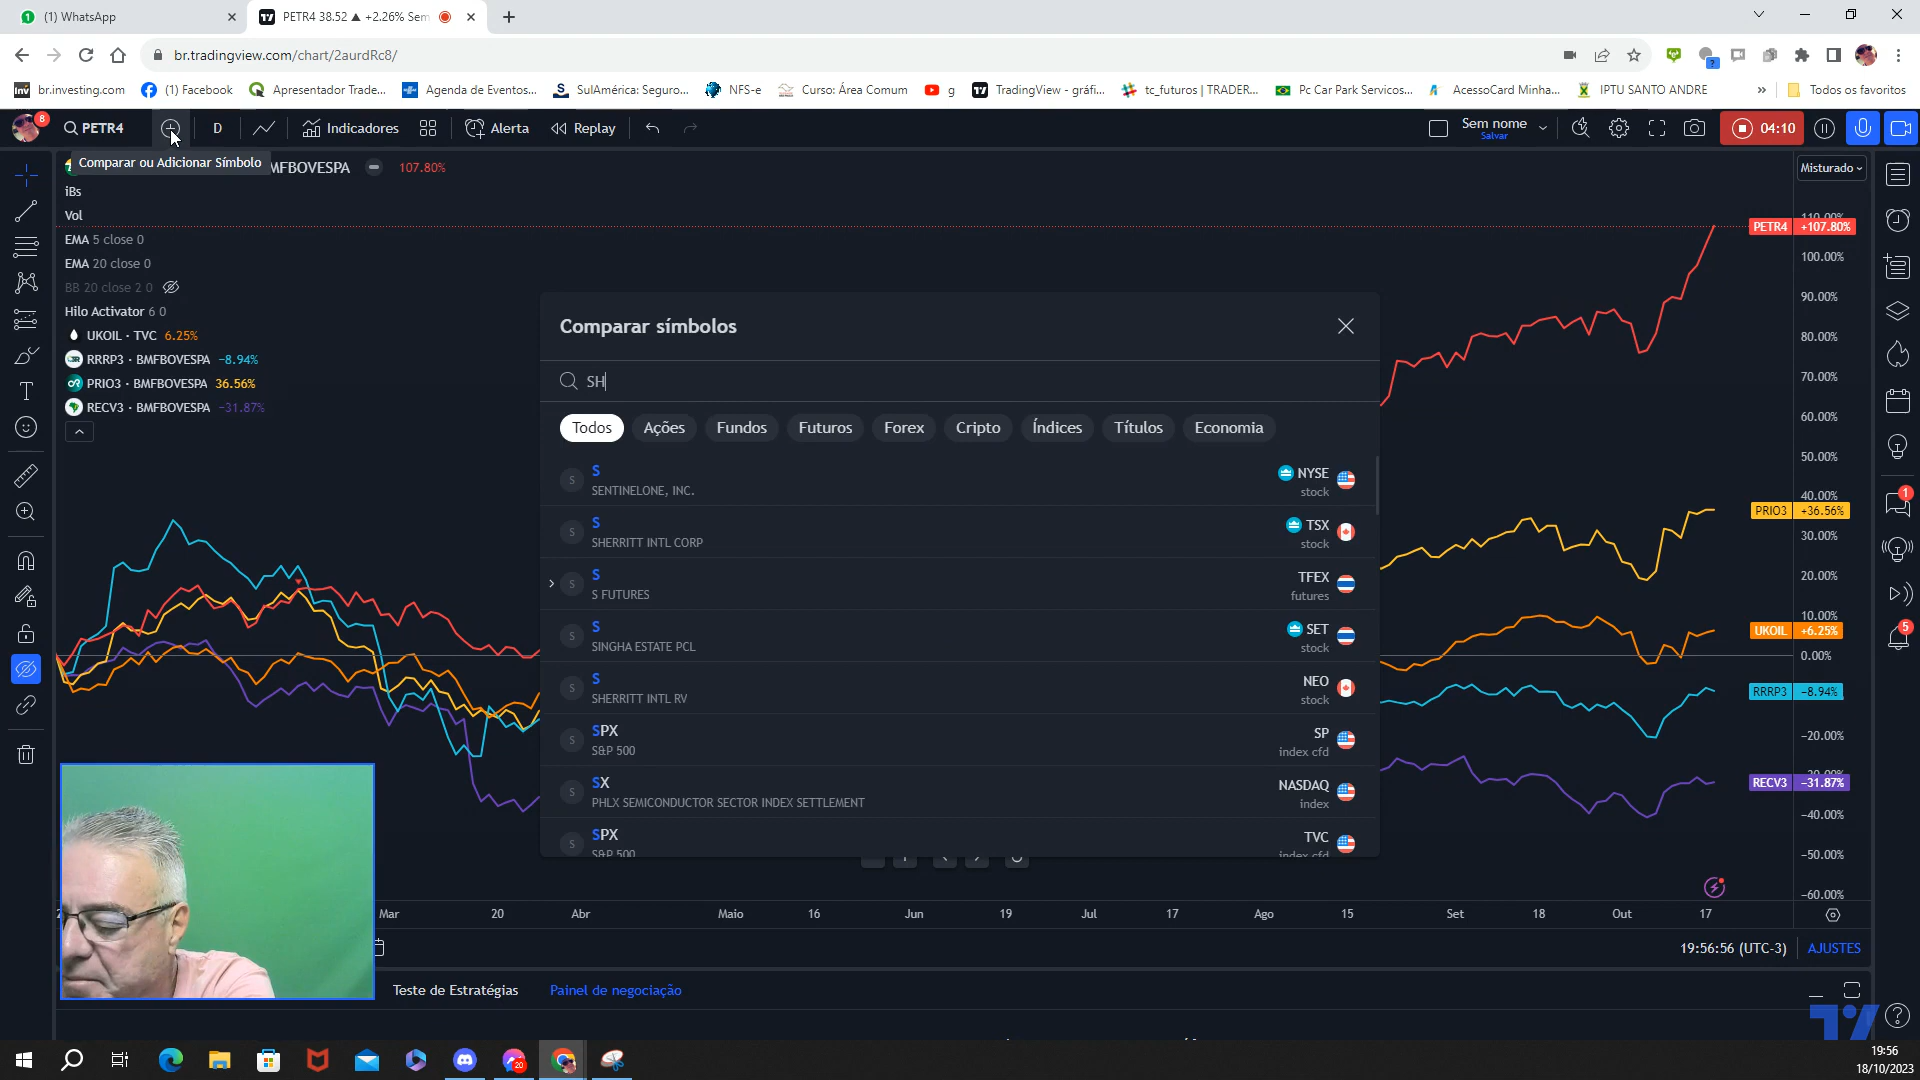 (1) WhatsApp
PETR4 38.52 ▲ +2.26% Sem
br.tradingview.com/chart/2aurdRc8/
br.investing.com
(1) Facebook
Apresentador Trade...
Agenda de Eventos...
SulAmérica: Seguro...
NFS-e
Curso: Área Comum
g
TradingView - gráfi...
tc_futuros | TRADER...
Pc Car Park Servicos...
AcessoCard Minha...
IPTU SANTO ANDRE
»
Todos os favoritos
8
PETR4
D
Indicadores
Alerta
Replay
Sem nome
Salvar
04:10
Comparar ou Adicionar Símbolo
MFBOVESPA
107.80%
Misturado
iBs
Vol
EMA 5 close 0
EMA 20 close 0
BB 20 close 2 0
Hilo Activator 6 0
UKOIL · TVC 6.25%
RRRP3 · BMFBOVESPA −8.94%
PRIO3 · BMFBOVESPA 36.56%
RECV3 · BMFBOVESPA −31.87%
Comparar símbolos
SH
Todos
Ações
Fundos
Futuros
Forex
Cripto
Índices
Títulos
Economia
S
SENTINELONE, INC.
NYSE
stock
S
SHERRITT INTL CORP
TSX
stock
S
S FUTURES
TFEX
futures
S
SINGHA ESTATE PCL
SET
stock
S
SHERRITT INTL RV
NEO
stock
SPX
S&P 500
SP
index cfd
SX
PHLX SEMICONDUCTOR SECTOR INDEX SETTLEMENT
NASDAQ
index
SPX
S&P 500
TVC
index cfd
110.00%
PETR4 +107.80%
100.00%
90.00%
80.00%
70.00%
60.00%
50.00%
40.00%
PRIO3 +36.56%
30.00%
20.00%
10.00%
UKOIL +6.25%
0.00%
RRRP3 −8.94%
−20.00%
−30.00%
RECV3 −31.87%
−40.00%
−50.00%
−60.00%
1
5
Mar
20
Abr
Maio
16
Jun
19
Jul
17
Ago
15
Set
18
Out
17
19:56:56 (UTC-3)
AJUSTES
Teste de Estratégias
Painel de negociação
20
19:56
18/10/2023